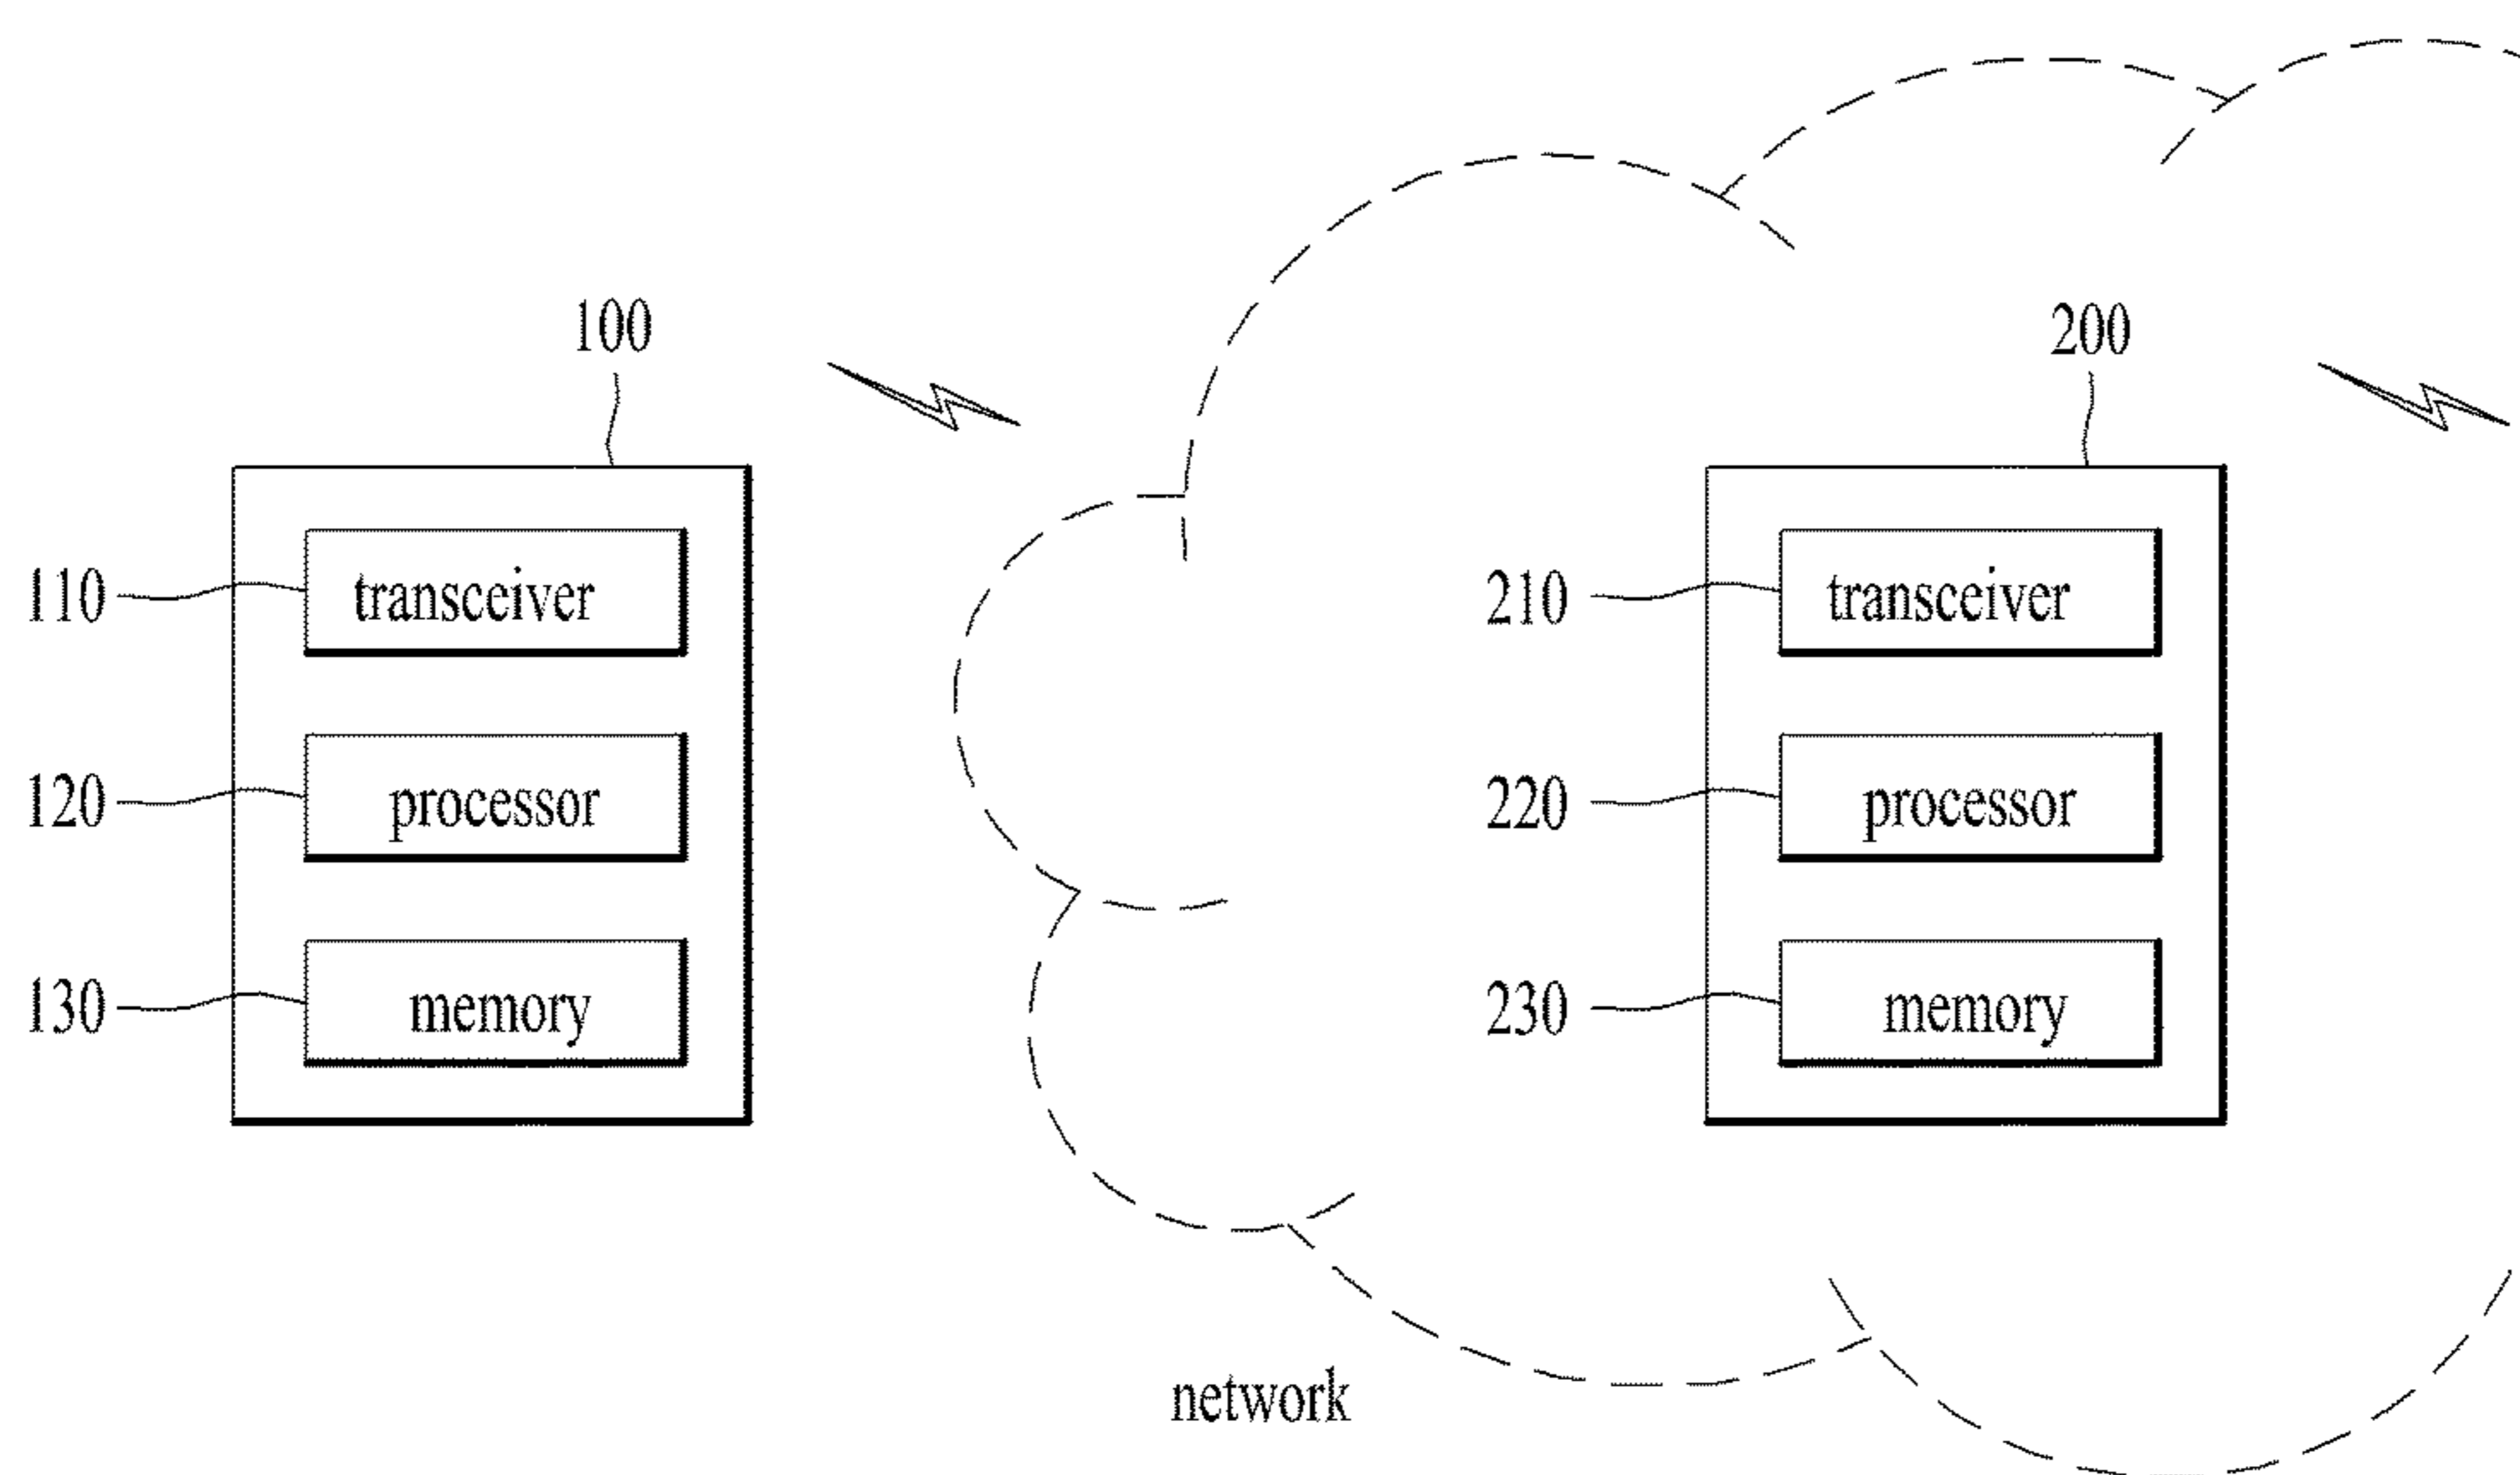 100
200
110
transceiver
210
transceiver
120
processor
220
processor
130
memory
230
memory
network